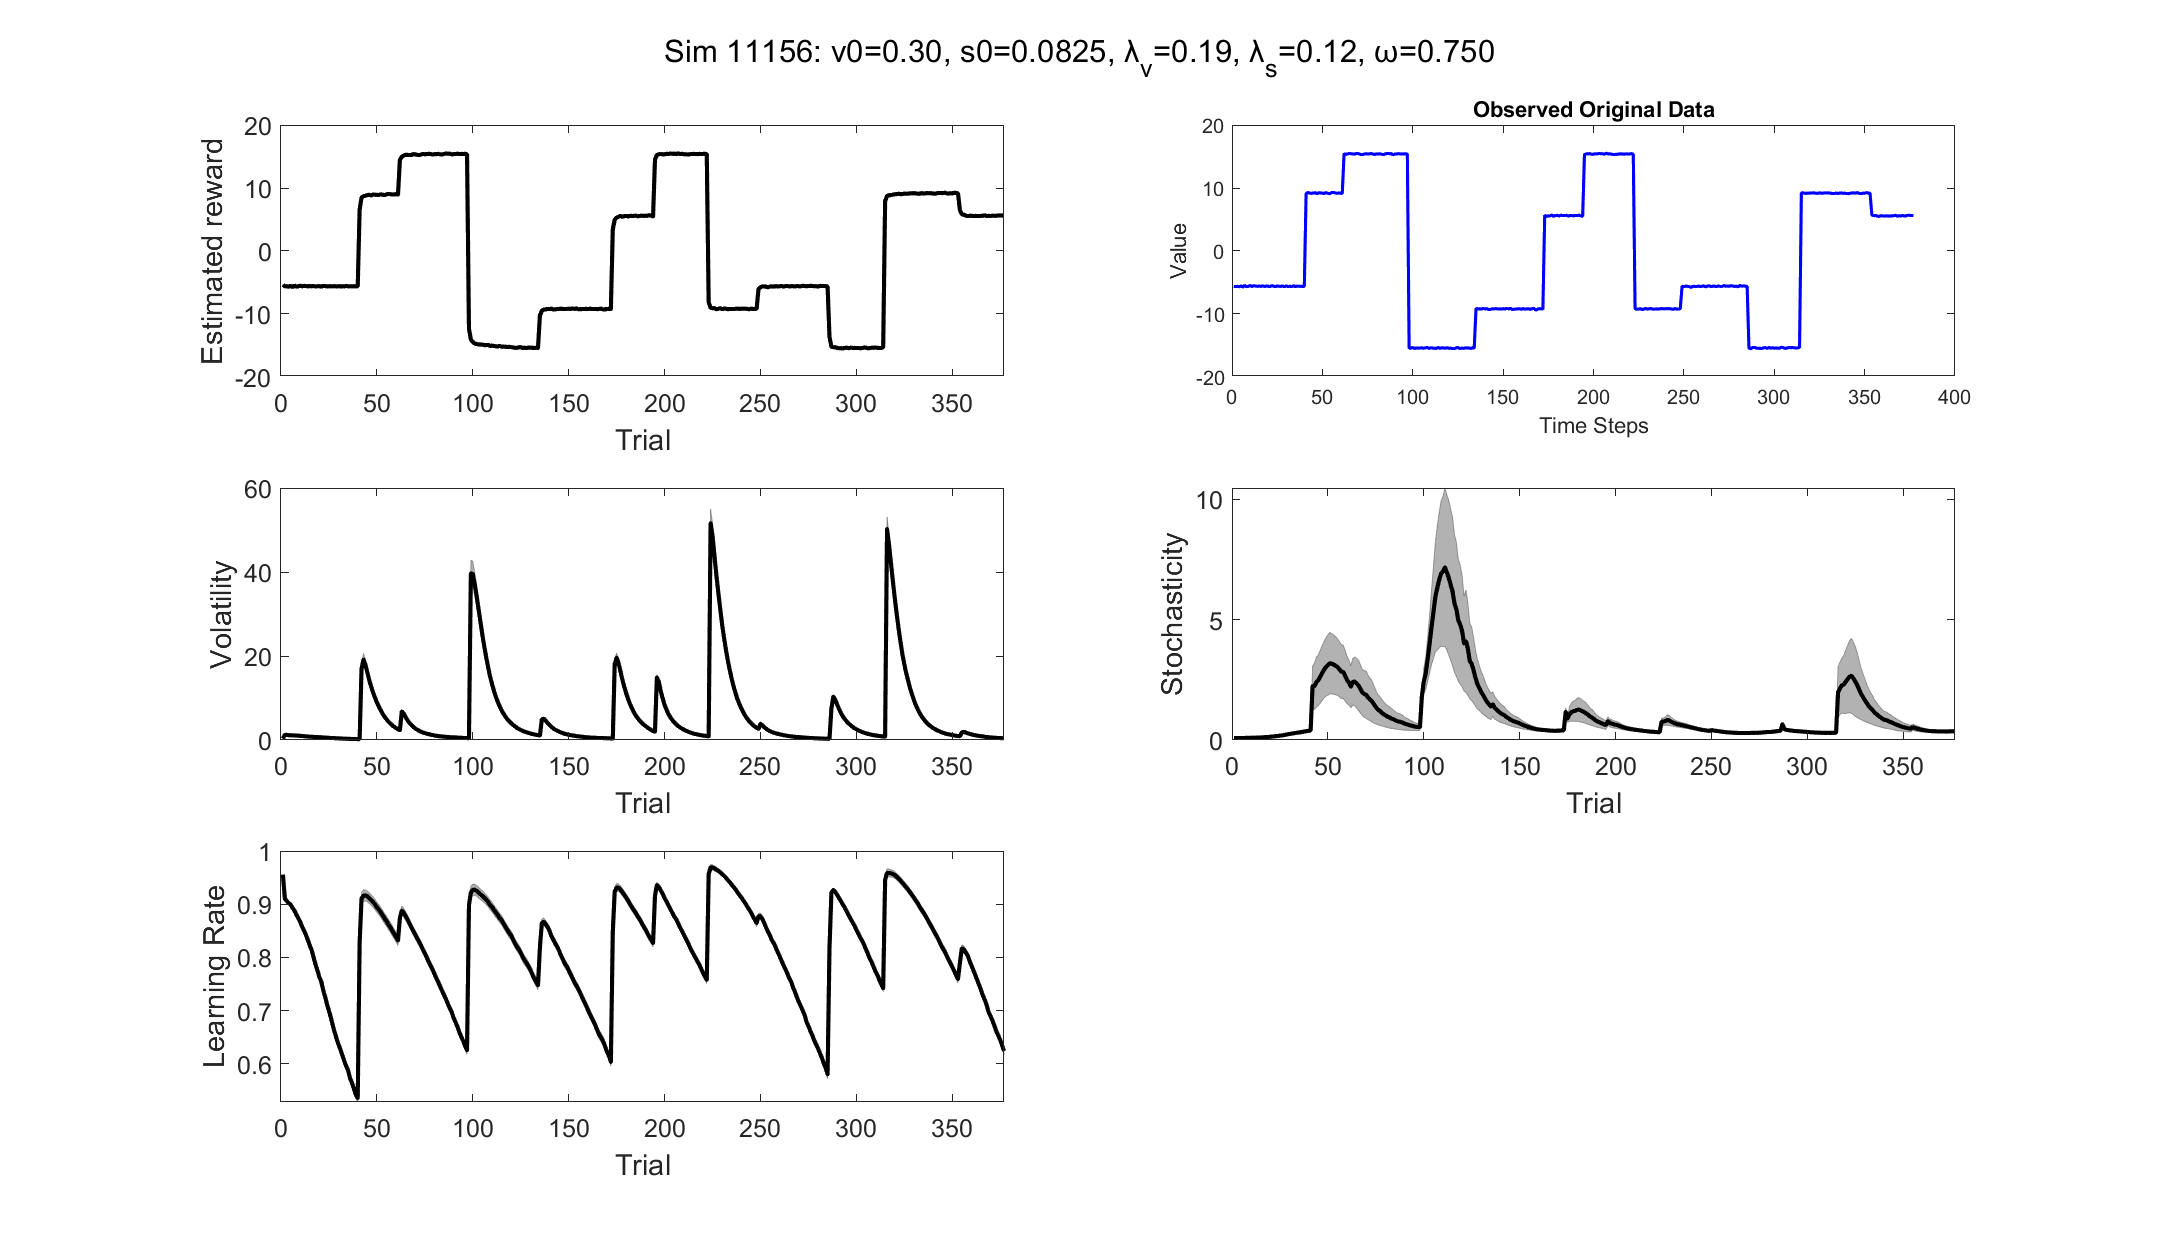 Sim 11156: v0=0.30, s0=0.0825, λv=0.19, λs=0.12, ω=0.750
20
10
0
-10
-20
Estimated reward
0 50 100 150 200 250 300 350
Trial
Observed Original Data
20
10
0
-10
-20
Value
0 50 100 150 200 250 300 350 400
Time Steps
60
40
20
0
Volatility
0 50 100 150 200 250 300 350
Trial
10
5
0
Stochasticity
0 50 100 150 200 250 300 350
Trial
1
0.9
0.8
0.7
0.6
Learning Rate
0 50 100 150 200 250 300 350
Trial